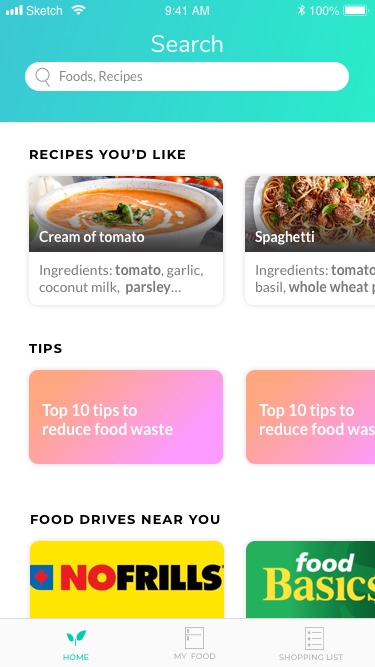 Sketch
9:41 AM
100%
Search
Foods, Recipes
RECIPES YOU’D LIKE
Cream of tomato
Ingredients: tomato, garlic,
coconut milk, parsley...
Spaghetti
Ingredients: tomato
basil, whole wheat p
TIPS
Top 10 tips to
reduce food waste
Top 10 tips to
reduce food was
FOOD DRIVES NEAR YOU
NOFRILLS
food
Basics
HOME
MY FOOD
SHOPPING LIST